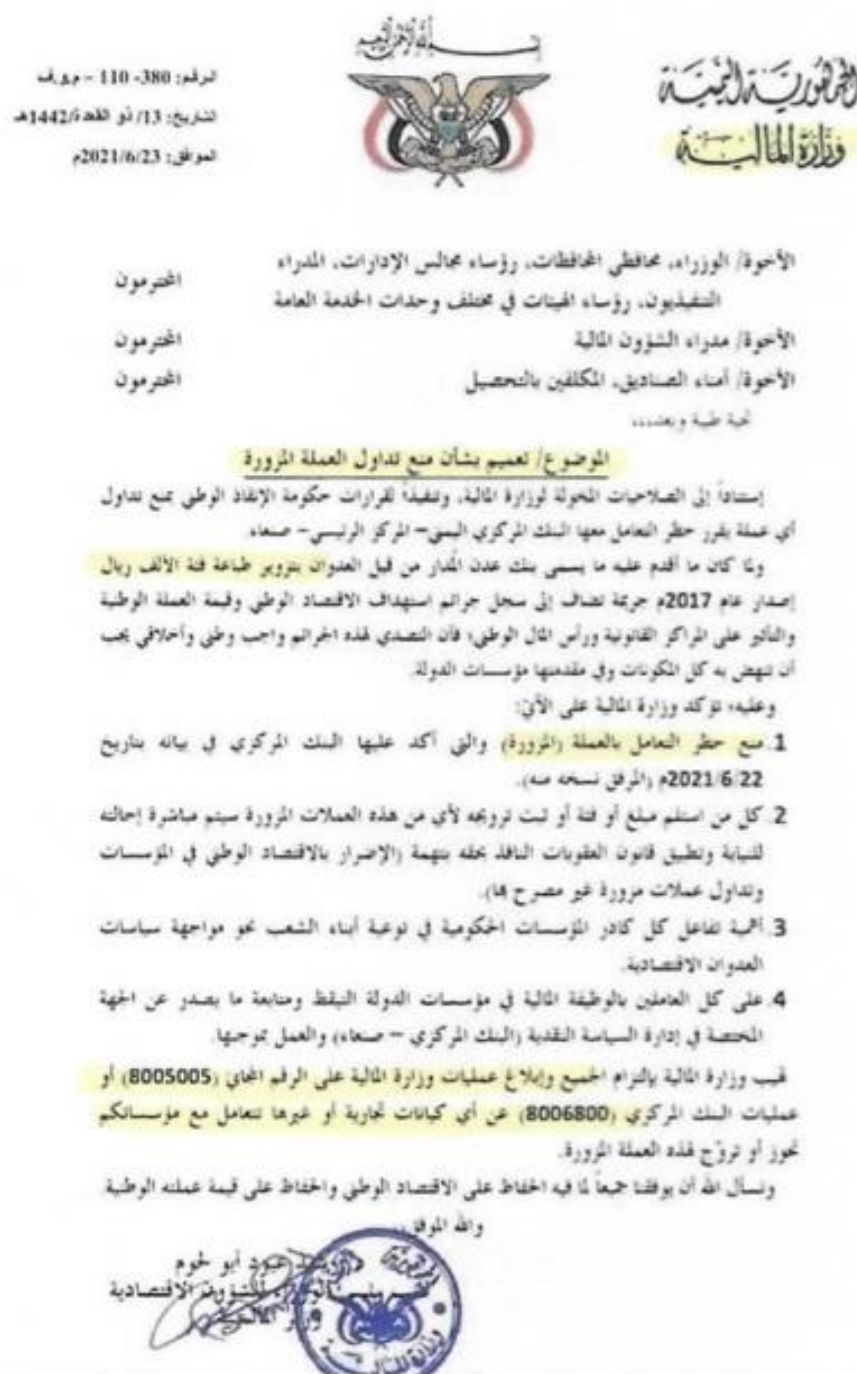 بسم الله الرحمن الرحيم
الجمهورية اليمنية
وزارة المالية
الرقم: 380- 110 – م.و.ف
التاريخ: 13/ ذو القعدة/1442هـ
الموافق: 2021/6/23م
الأخوة/ الوزراء، محافظي المحافظات، رؤساء مجالس الإدارات، المدراء
التنفيذيون، رؤساء الهيئات في مختلف وحدات الخدمة العامة المحترمون
الأخوة/ مدراء الشؤون المالية المحترمون
الأخوة/ أمناء الصناديق، المكلفين بالتحصيل المحترمون
تحية طيبة وبعد،،،،
الموضوع/ تعميم بشأن منع تداول العملة المزورة
إستناداً إلى الصلاحيات المخولة لوزارة المالية، وتنفيذاً لقرارات حكومة الإنقاذ الوطني بمنع تداول
أي عملة يقرر حظر التعامل معها البنك المركزي اليمني– المركز الرئيسي– صنعاء.
ولما كان ما أقدم عليه ما يسمى بنك عدن المُدار من قبل العدوان بتزوير طباعة فئة الألف ريال
إصدار عام 2017م جريمة تضاف إلى سجل جرائم استهداف الاقتصاد الوطني وقيمة العملة الوطنية
والتأثير على المراكز القانونية ورأس المال الوطني؛ فأن التصدي لهذه الجرائم واجب وطني وأخلاقي يجب
أن تنهض به كل المكونات وفي مقدمتها مؤسسات الدولة.
وعليه؛ تؤكد وزارة المالية على الآتي:
1. منع حظر التعامل بالعملة (المزورة) والتي أكد عليها البنك المركزي في بيانه بتاريخ
2021/6/22م (المرفق نسخه منه).
2. كل من استلم مبلغ أو فئة أو ثبت ترويجه لأي من هذه العملات المزورة سيتم مباشرة إحالته
للنيابة وتطبيق قانون العقوبات النافذ بحقه بتهمة (الإضرار بالاقتصاد الوطني في المؤسسات
وتداول عملات مزورة غير مصرح بها).
3. أهمية تفاعل كل كادر المؤسسات الحكومية في توعية أبناء الشعب نحو مواجهة سياسات
العدوان الاقتصادية.
4. على كل العاملين بالوظيفة المالية في مؤسسات الدولة التيقظ ومتابعة ما يصدر عن الجهة
المختصة في إدارة السياسة النقدية (البنك المركزي – صنعاء) والعمل بموجبها.
تهيب وزارة المالية بإلتزام الجميع وإبلاغ عمليات وزارة المالية على الرقم المجاني (8005005) أو
عمليات البنك المركزي (8006800) عن أي كيانات تجارية أو غيرها تتعامل مع مؤسساتكم
تحوز أو تروّج لهذه العملة المزورة.
ونسأل الله أن يوفقنا جميعاً لما فيه الحفاظ على الاقتصاد الوطني والحفاظ على قيمة عملته الوطنية.
والله الموفق
أبو لحوم
للشؤون الاقتصادية
وزير المالية